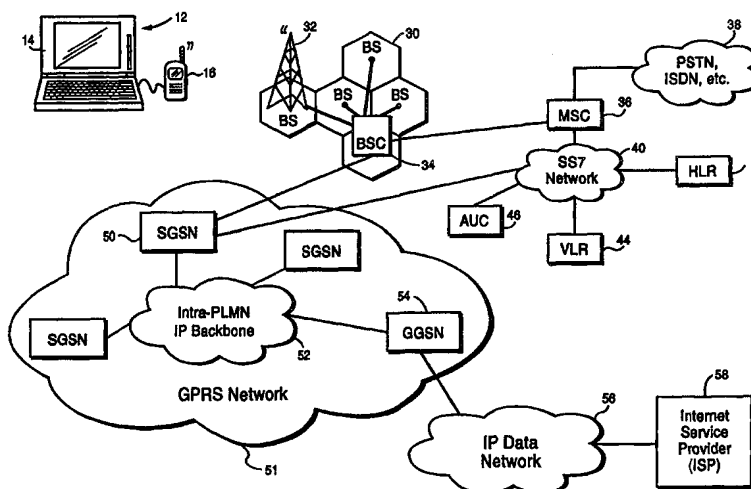 12
14
16
32
30
BS
BS
BS
BS
BSC
34
38
PSTN,
ISDN, etc.
MSC
36
40
SS7
Network
HLR
AUC
46
VLR
44
50
SGSN
SGSN
SGSN
Intra-PLMN
IP Backbone
52
54
GGSN
GPRS Network
51
56
IP Data
Network
58
Internet
Service
Provider
(ISP)